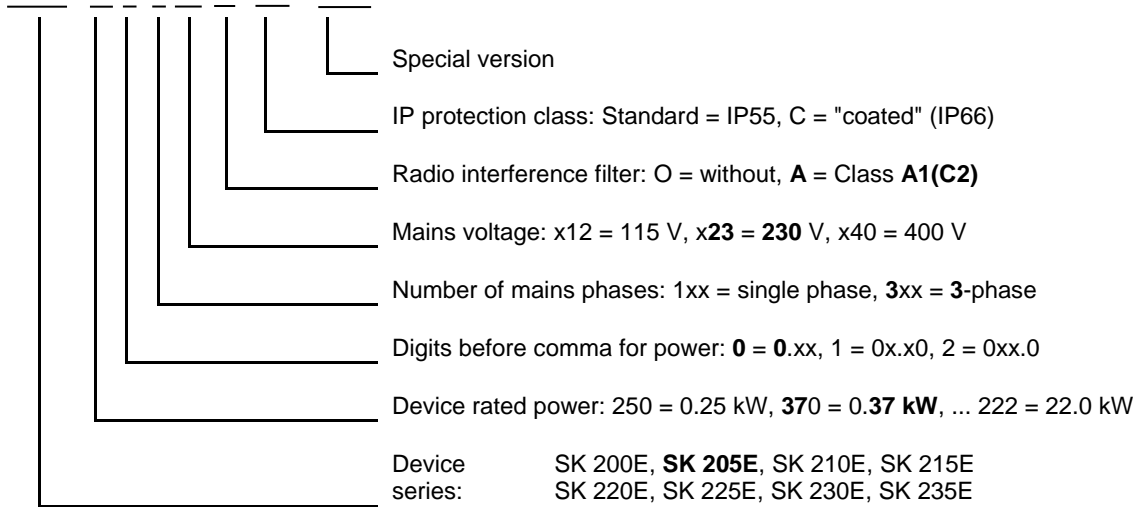 Special version
IP protection class: Standard = IP55, C = "coated" (IP66)
Radio interference filter: O = without, A = Class A1(C2)
Mains voltage: x12 = 115 V, x23 = 230 V, x40 = 400 V
Number of mains phases: 1xx = single phase, 3xx = 3-phase
Digits before comma for power: 0 = 0.xx, 1 = 0x.x0, 2 = 0xx.0
Device rated power: 250 = 0.25 kW, 370 = 0.37 kW, ... 222 = 22.0 kW
Device SK 200E, SK 205E, SK 210E, SK 215E
series: SK 220E, SK 225E, SK 230E, SK 235E